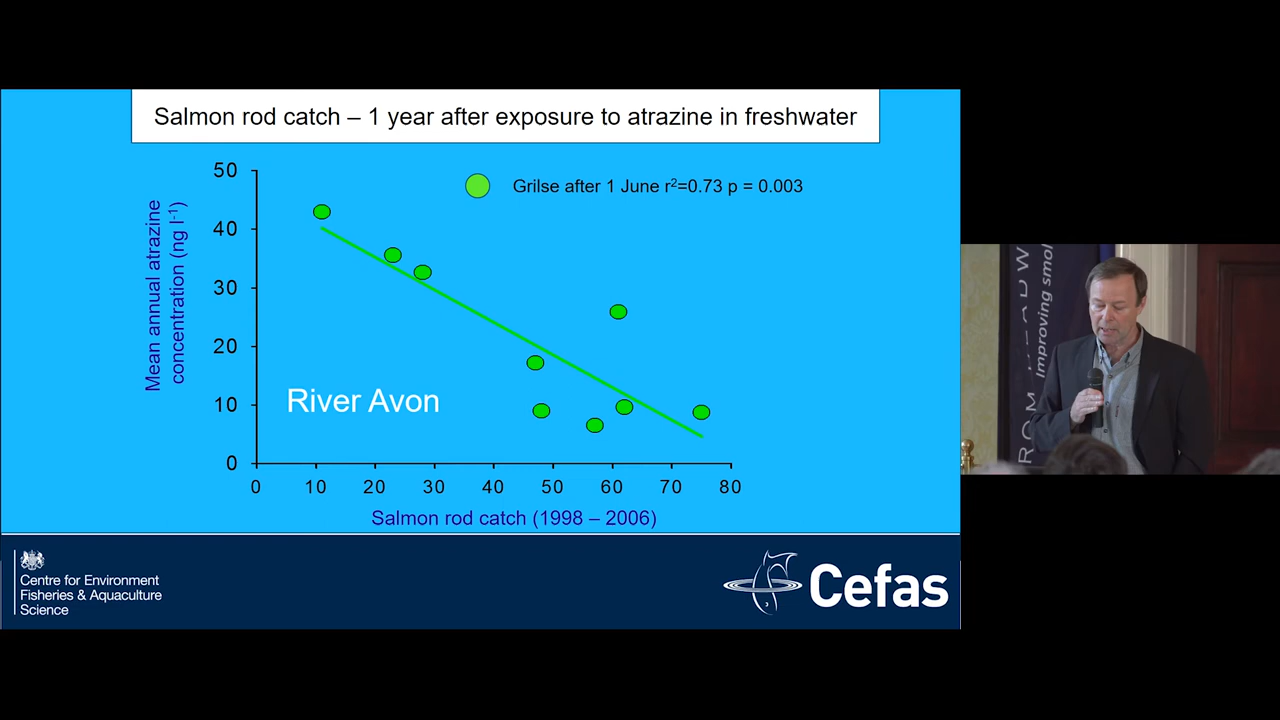 Salmon rod catch – 1 year after exposure to atrazine in freshwater
Mean annual atrazine
concentration (ng l-1)
50
40
30
20
10
0
Grilse after 1 June r2=0.73 p = 0.003
River Avon
0 10 20 30 40 50 60 70 80
Salmon rod catch (1998 – 2006)
Centre for Environment
Fisheries & Aquaculture
Science
Cefas
Improving smol